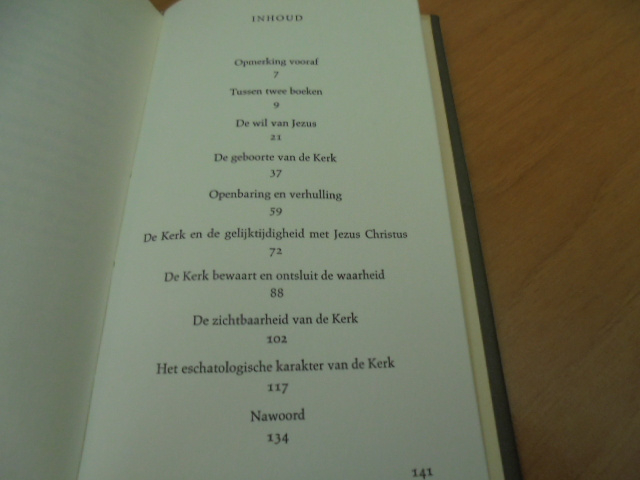 INHOUD
Opmerking vooraf
7
Tussen twee boeken
9
De wil van Jezus
21
De geboorte van de Kerk
37
Openbaring en verhulling
59
De Kerk en de gelijktijdigheid met Jezus Christus
72
De Kerk bewaart en ontsluit de waarheid
88
De zichtbaarheid van de Kerk
102
Het eschatologische karakter van de Kerk
117
Nawoord
134
141